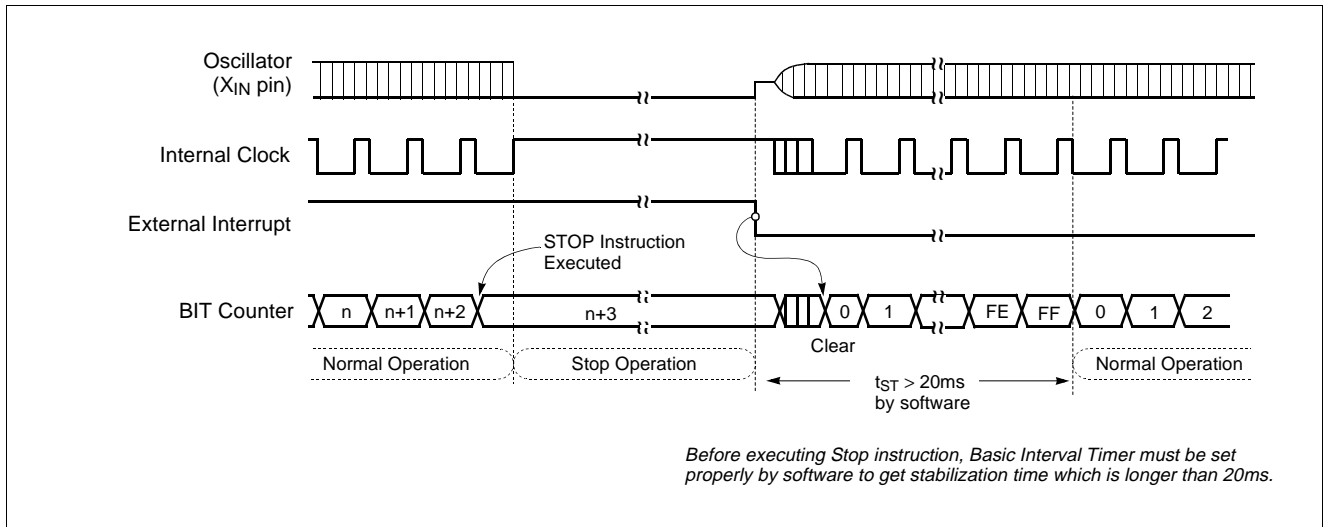 Oscillator
(XIN pin)
Internal Clock
External Interrupt
STOP Instruction
Executed
BIT Counter
n
n+1
n+2
n+3
0
1
FE
FF
0
1
2
Clear
Normal Operation
Stop Operation
tST > 20ms
by software
Normal Operation
Before executing Stop instruction, Basic Interval Timer must be set
properly by software to get stabilization time which is longer than 20ms.